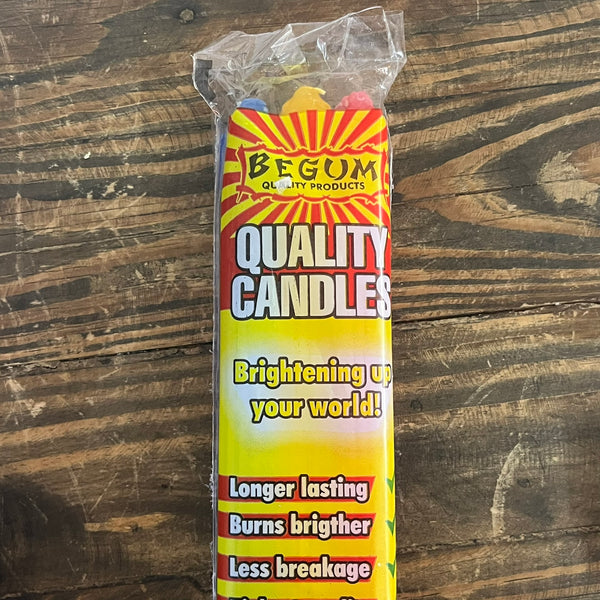 BEGUM
QUALITY PRODUCTS
QUALITY
CANDLES
Brightening up
your world!
Longer lasting
Burns brigther
Less breakage